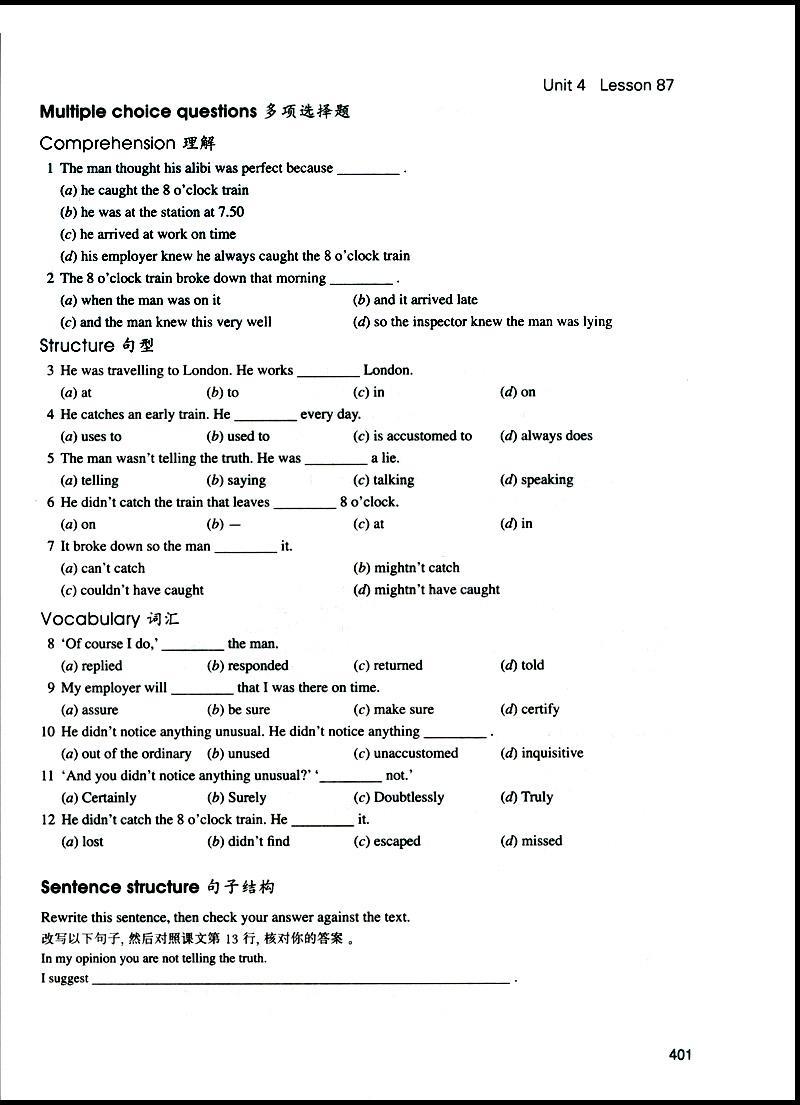 Unit 4 Lesson 87
Multiple choice questions 多项选择题
Comprehension 理解
1 The man thought his alibi was perfect because ________ .
(a) he caught the 8 o'clock train
(b) he was at the station at 7.50
(c) he arrived at work on time
(d) his employer knew he always caught the 8 o'clock train
2 The 8 o'clock train broke down that morning ________ .
(a) when the man was on it (b) and it arrived late
(c) and the man knew this very well (d) so the inspector knew the man was lying
Structure 句型
3 He was travelling to London. He works ________ London.
(a) at (b) to (c) in (d) on
4 He catches an early train. He ________ every day.
(a) uses to (b) used to (c) is accustomed to (d) always does
5 The man wasn't telling the truth. He was ________ a lie.
(a) telling (b) saying (c) talking (d) speaking
6 He didn't catch the train that leaves ________ 8 o'clock.
(a) on (b) — (c) at (d) in
7 It broke down so the man ________ it.
(a) can't catch (b) mightn't catch
(c) couldn't have caught (d) mightn't have caught
Vocabulary 词汇
8 'Of course I do,' ________ the man.
(a) replied (b) responded (c) returned (d) told
9 My employer will ________ that I was there on time.
(a) assure (b) be sure (c) make sure (d) certify
10 He didn't notice anything unusual. He didn't notice anything ________ .
(a) out of the ordinary (b) unused (c) unaccustomed (d) inquisitive
11 'And you didn't notice anything unusual?' '________ not.'
(a) Certainly (b) Surely (c) Doubtlessly (d) Truly
12 He didn't catch the 8 o'clock train. He ________ it.
(a) lost (b) didn't find (c) escaped (d) missed
Sentence structure 句子结构
Rewrite this sentence, then check your answer against the text.
改写以下句子, 然后对照课文第 13 行, 核对你的答案 。
In my opinion you are not telling the truth.
I suggest ________ .
401